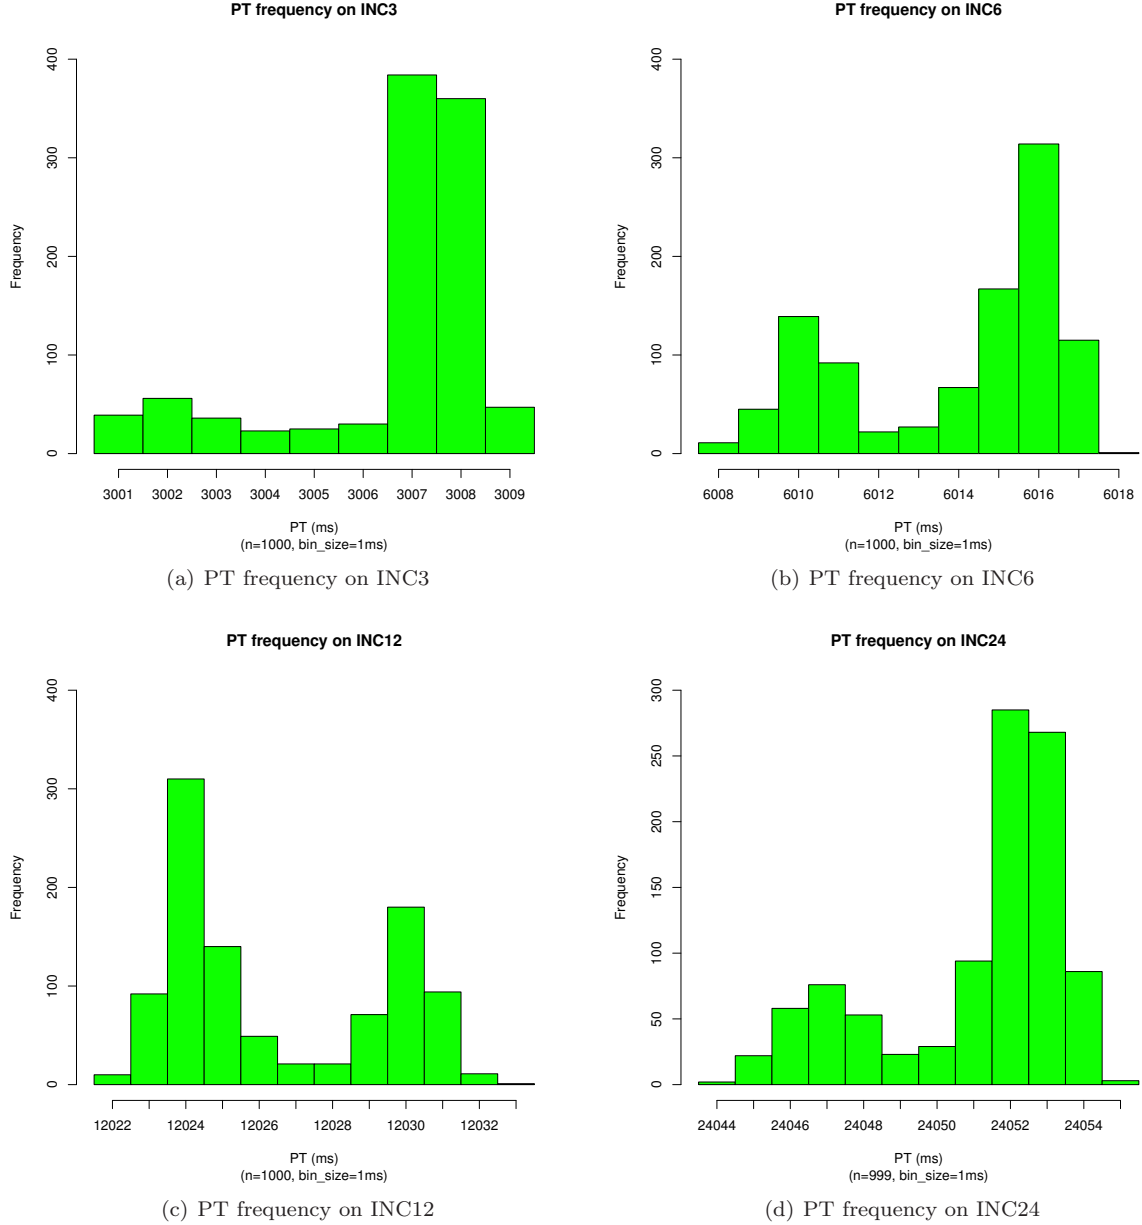 PT frequency on INC3
400
300
200
100
0
Frequency
3001 3002 3003 3004 3005 3006 3007 3008 3009
PT (ms)
(n=1000, bin_size=1ms)
(a) PT frequency on INC3
PT frequency on INC6
400
300
200
100
0
Frequency
6008 6010 6012 6014 6016 6018
PT (ms)
(n=1000, bin_size=1ms)
(b) PT frequency on INC6
PT frequency on INC12
400
300
200
100
0
Frequency
12022 12024 12026 12028 12030 12032
PT (ms)
(n=1000, bin_size=1ms)
(c) PT frequency on INC12
PT frequency on INC24
300
250
200
150
100
50
0
Frequency
24044 24046 24048 24050 24052 24054
PT (ms)
(n=999, bin_size=1ms)
(d) PT frequency on INC24